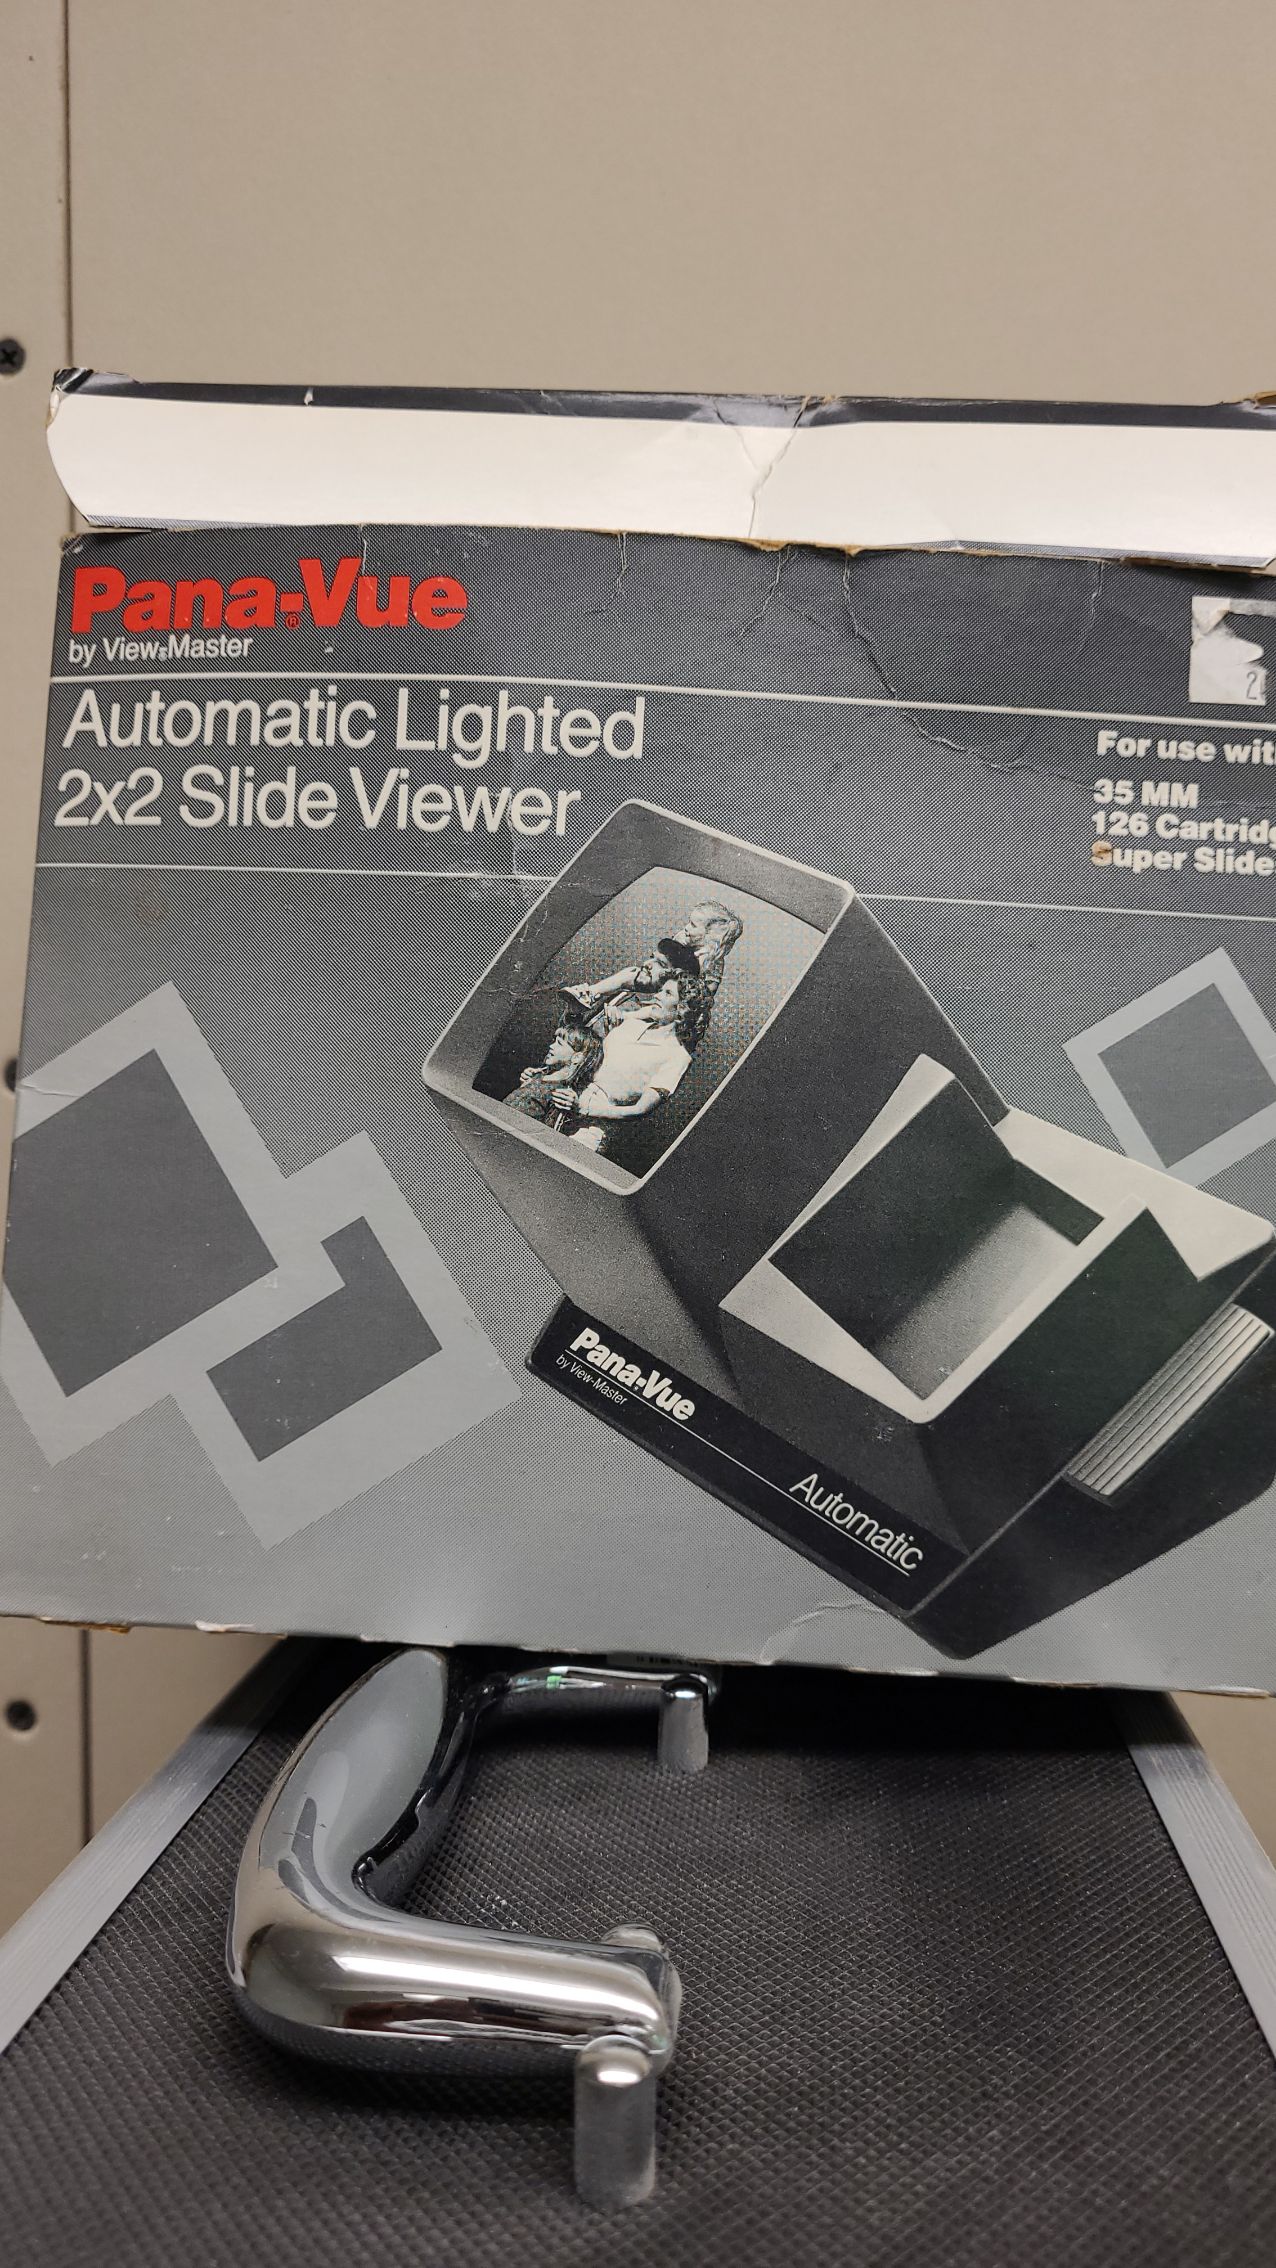 Pana-Vue®
by View-Master
Automatic Lighted
2x2 Slide Viewer
For use with
35 MM
126 Cartridg
Super Slide
Pana-Vue
by View-Master
Automatic